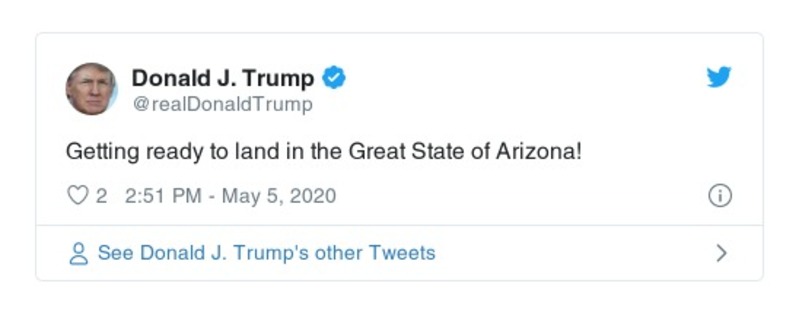 Donald J. Trump
@realDonaldTrump
Getting ready to land in the Great State of Arizona!
2 2:51 PM - May 5, 2020
See Donald J. Trump's other Tweets